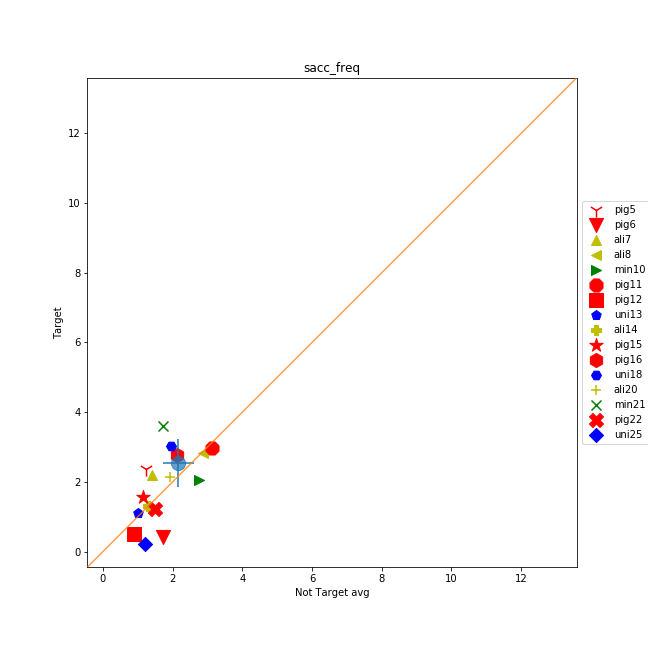 sacc_freq
Target
12
10
8
6
4
2
0
0 2 4 6 8 10 12
Not Target avg
pig5
pig6
ali7
ali8
min10
pig11
pig12
uni13
ali14
pig15
pig16
uni18
ali20
min21
pig22
uni25